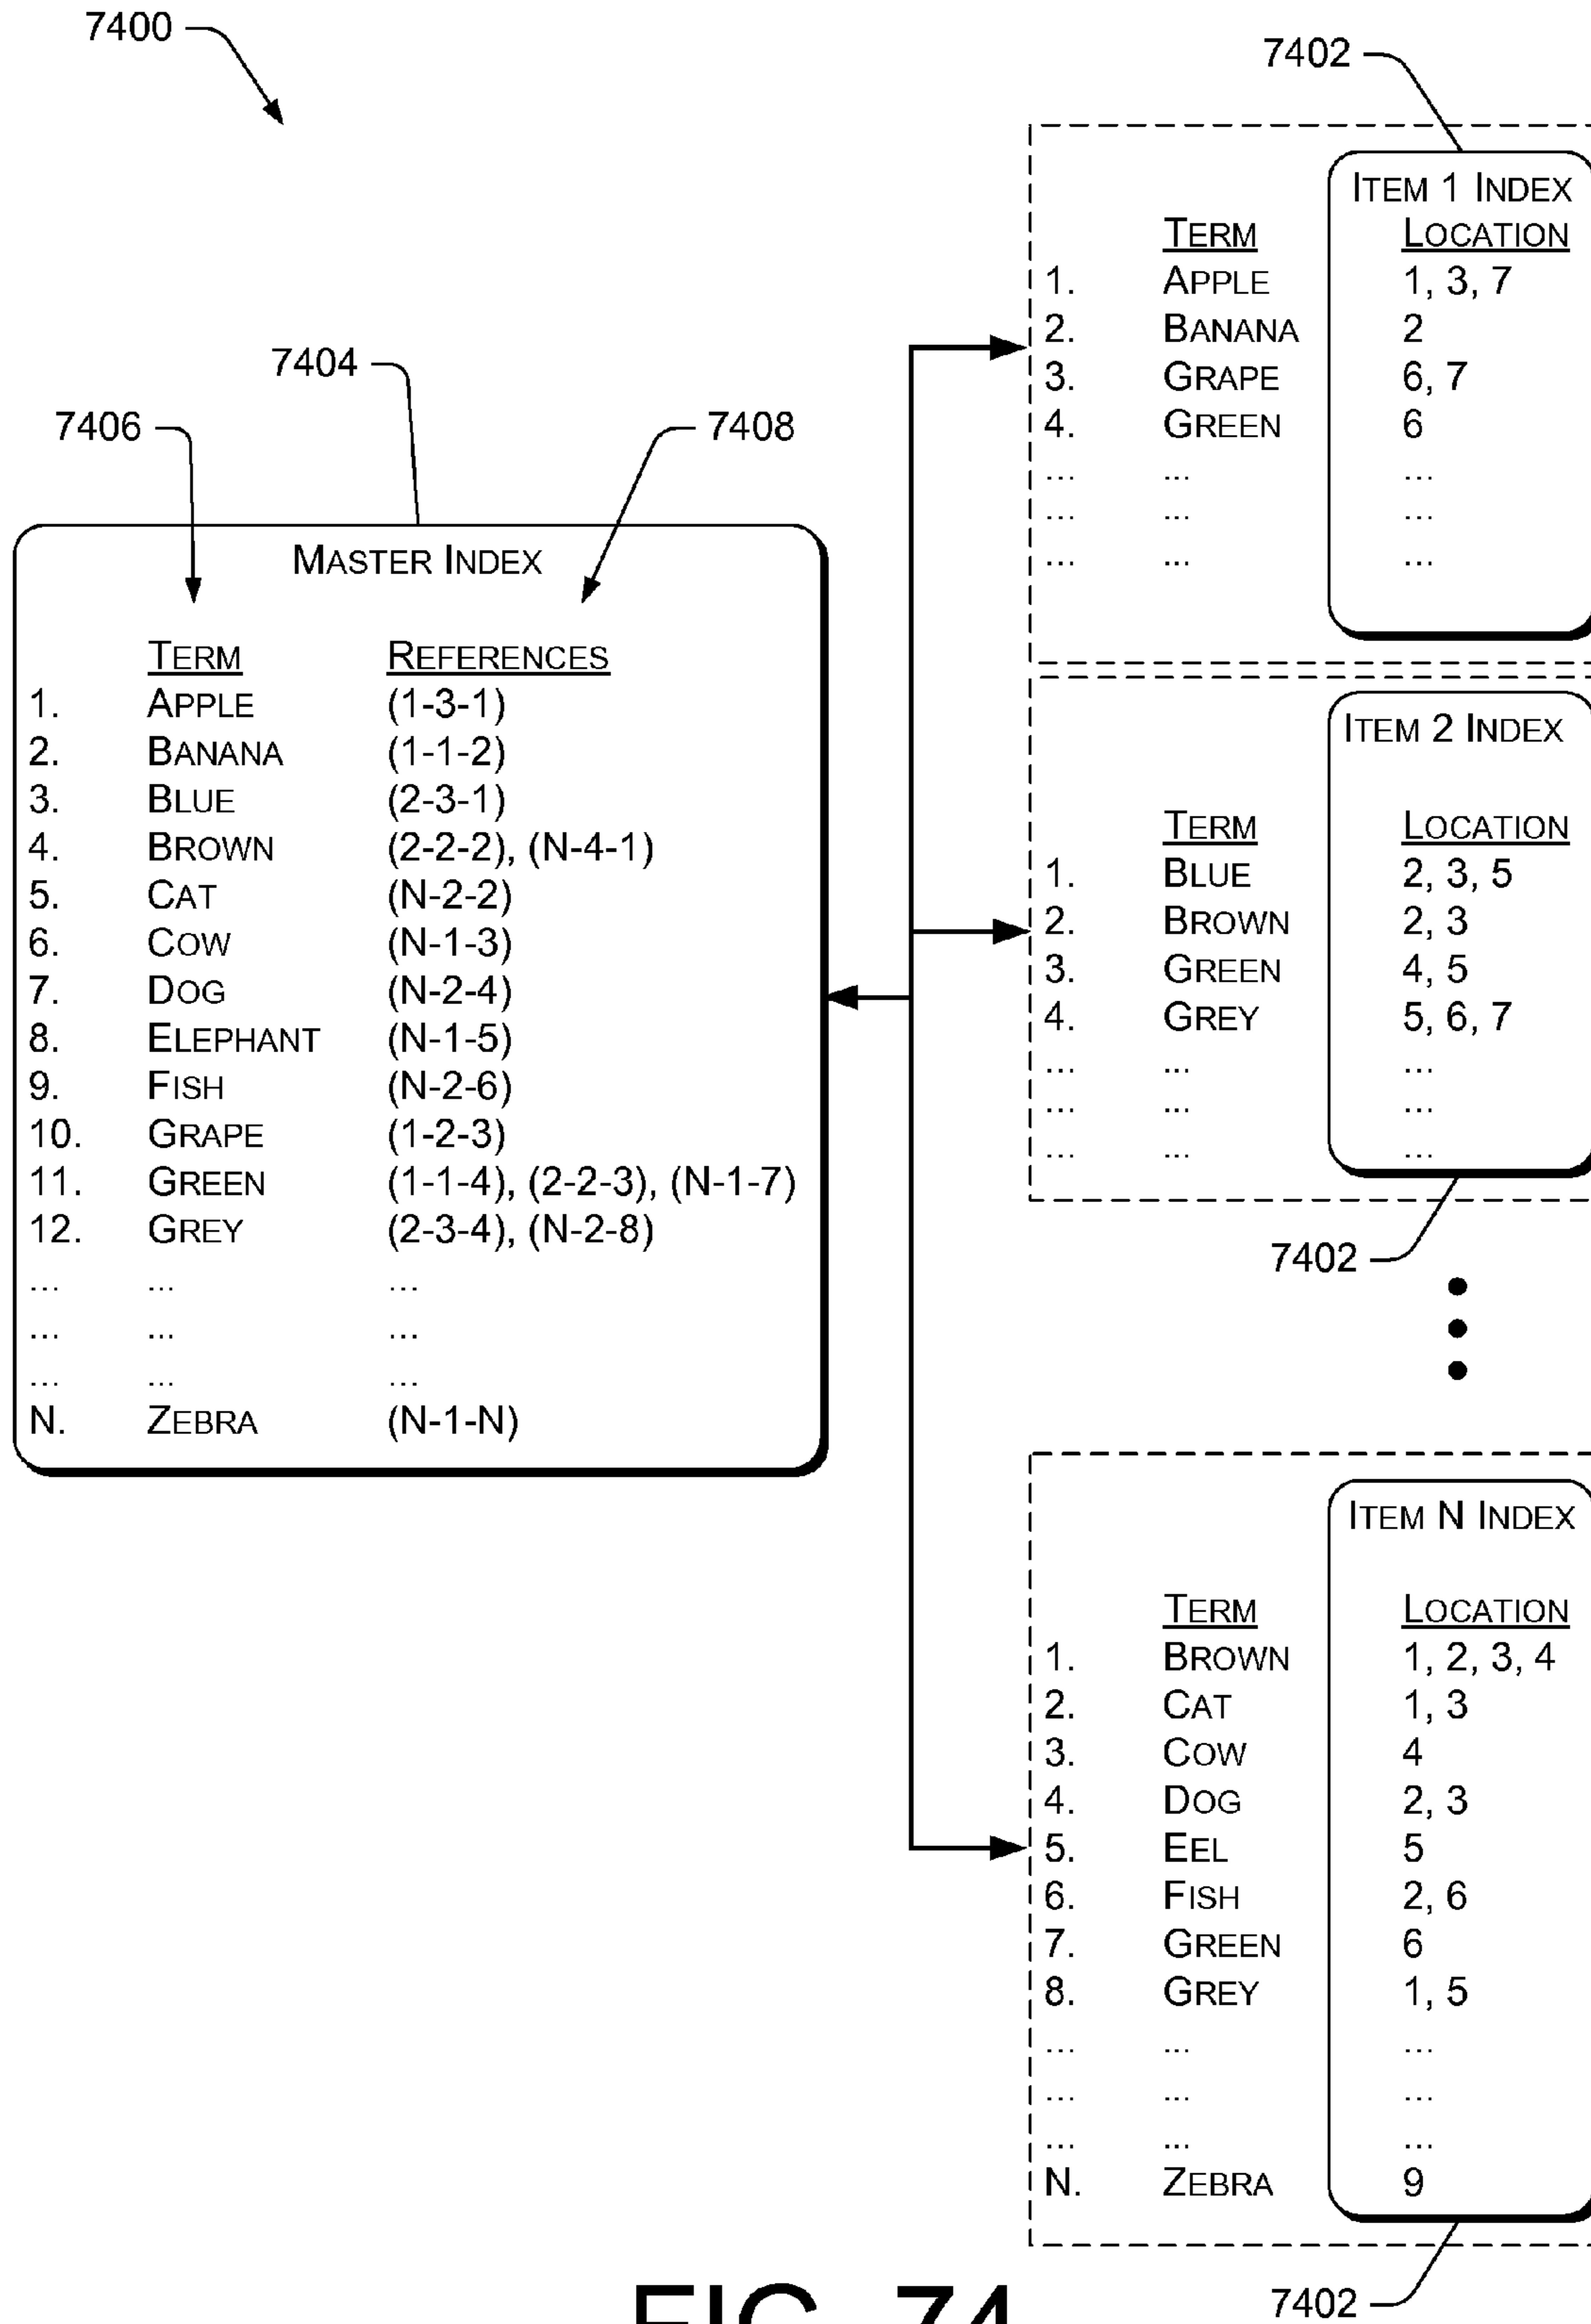 7400
7402
7404
7406
7408
MASTER INDEX
TERM REFERENCES
1. APPLE (1-3-1)
2. BANANA (1-1-2)
3. BLUE (2-3-1)
4. BROWN (2-2-2), (N-4-1)
5. CAT (N-2-2)
6. COW (N-1-3)
7. DOG (N-2-4)
8. ELEPHANT (N-1-5)
9. FISH (N-2-6)
10. GRAPE (1-2-3)
11. GREEN (1-1-4), (2-2-3), (N-1-7)
12. GREY (2-3-4), (N-2-8)
... ... ...
... ... ...
... ... ...
N. ZEBRA (N-1-N)
ITEM 1 INDEX
TERM LOCATION
1. APPLE 1, 3, 7
2. BANANA 2
3. GRAPE 6, 7
4. GREEN 6
... ... ...
... ... ...
... ... ...
ITEM 2 INDEX
TERM LOCATION
1. BLUE 2, 3, 5
2. BROWN 2, 3
3. GREEN 4, 5
4. GREY 5, 6, 7
... ... ...
... ... ...
... ... ...
7402
ITEM N INDEX
TERM LOCATION
1. BROWN 1, 2, 3, 4
2. CAT 1, 3
3. COW 4
4. DOG 2, 3
5. EEL 5
6. FISH 2, 6
7. GREEN 6
8. GREY 1, 5
... ... ...
... ... ...
... ... ...
N. ZEBRA 9
7402
FIG. 74